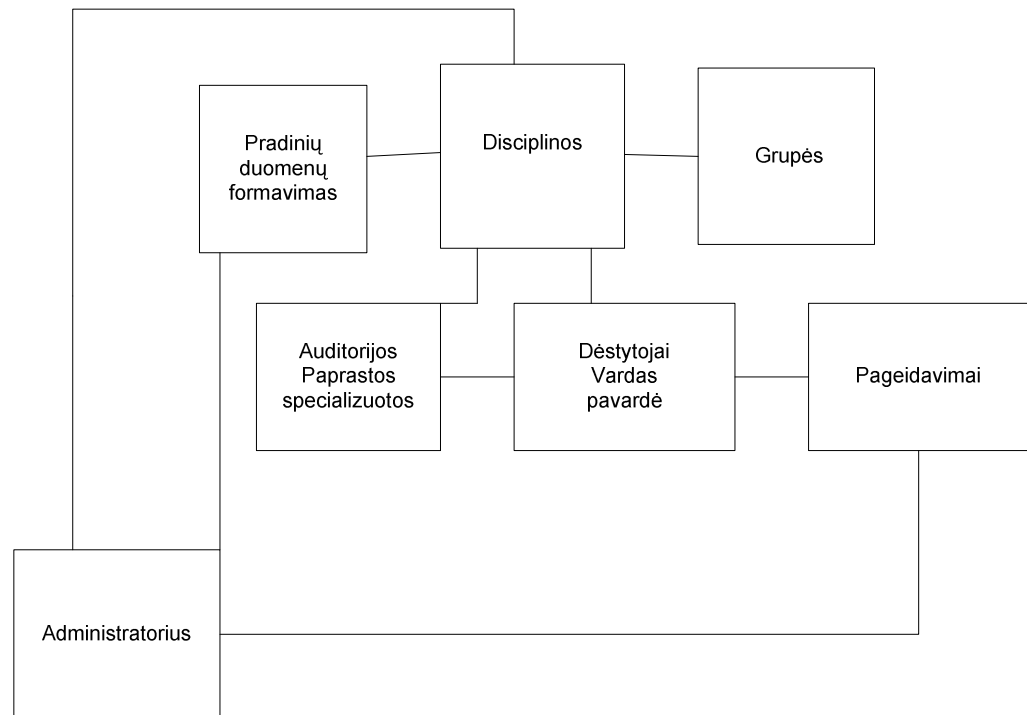 Pradinių
duomenų
formavimas
Disciplinos
Grupės
Auditorijos
Paprastos
specializuotos
Dėstytojai
Vardas
pavardė
Pageidavimai
Administratorius